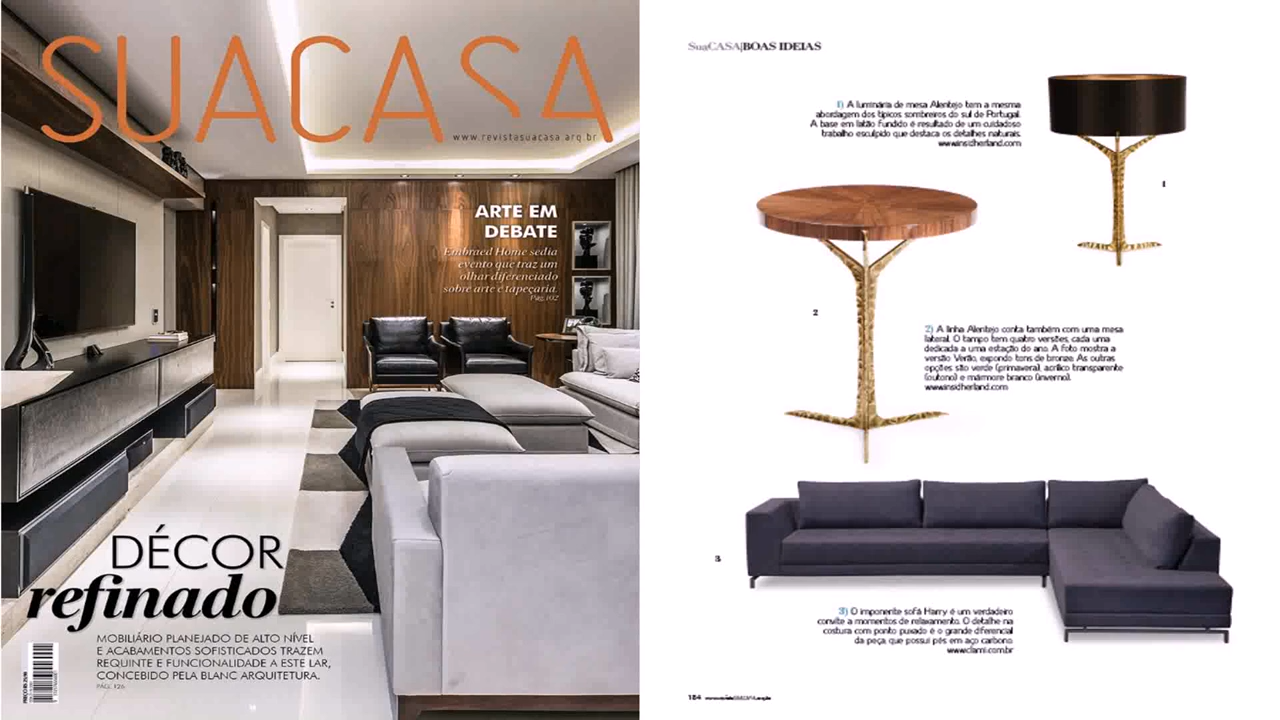 SUACASA
www.revistasuacasa.arq.br
ARTE EM
DEBATE
Embraed Home sedia
evento que traz um
olhar diferenciado
sobre arte e tapeçaria.
Pág. 102
DÉCOR
refinado
MOBILIÁRIO PLANEJADO DE ALTO NÍVEL
E ACABAMENTOS SOFISTICADOS TRAZEM
REQUINTE E FUNCIONALIDADE A ESTE LAR,
CONCEBIDO PELA BLANC ARQUITETURA.
PÁG. 126
SuaCASA|BOAS IDEIAS
1) A luminária de mesa Alentejo tem a mesma
abordagem dos típicos sombreiros do sul de Portugal.
A base em latão fundido é resultado de um cuidadoso
trabalho esculpido que destaca os detalhes naturais.
www.insidherland.com
1
2
2) A linha Alentejo conta também com uma mesa
lateral. O tampo tem quatro versões, cada uma
dedicada a uma estação do ano. A foto mostra a
versão Verão, expondo tons de bronze. As outras
opções são verde (primavera), acrílico transparente
(outono) e mármore branco (inverno).
www.insidherland.com
3
3) O imponente sofá Harry é um verdadeiro
convite a momentos de relaxamento. O detalhe na
costura com ponto puxado é o grande diferencial
da peça, que possui pés em aço carbono.
www.clami.com.br
184